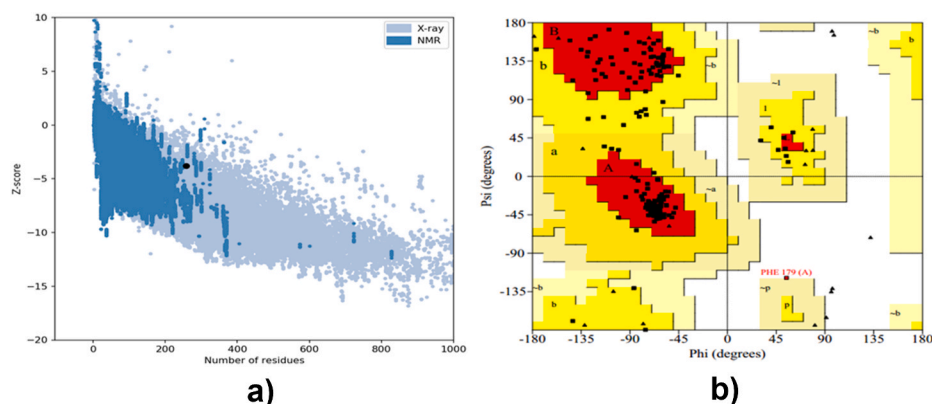 10
5
0
−5
−10
−15
−20
Z-score
X-ray
NMR
0 200 400 600 800 1000
Number of residues
a)
180
135
90
45
0
-45
-90
-135
Psi (degrees)
B
~b
b
~b
b
~l
l
a
A
~a
PHE 179 (A)
~p
p
b
~b
b
~b
-180 -135 -90 -45 0 45 90 135 180
Phi (degrees)
b)